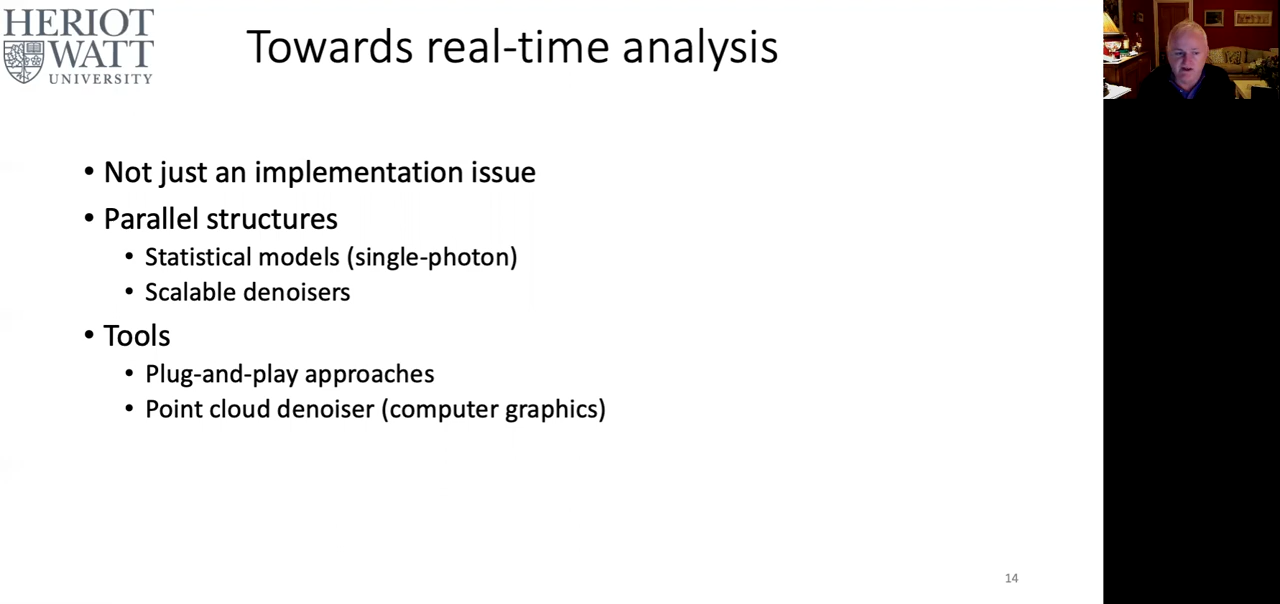 HERIOT
WATT
UNIVERSITY
Towards real-time analysis
• Not just an implementation issue
• Parallel structures
• Statistical models (single-photon)
• Scalable denoisers
• Tools
• Plug-and-play approaches
• Point cloud denoiser (computer graphics)
14